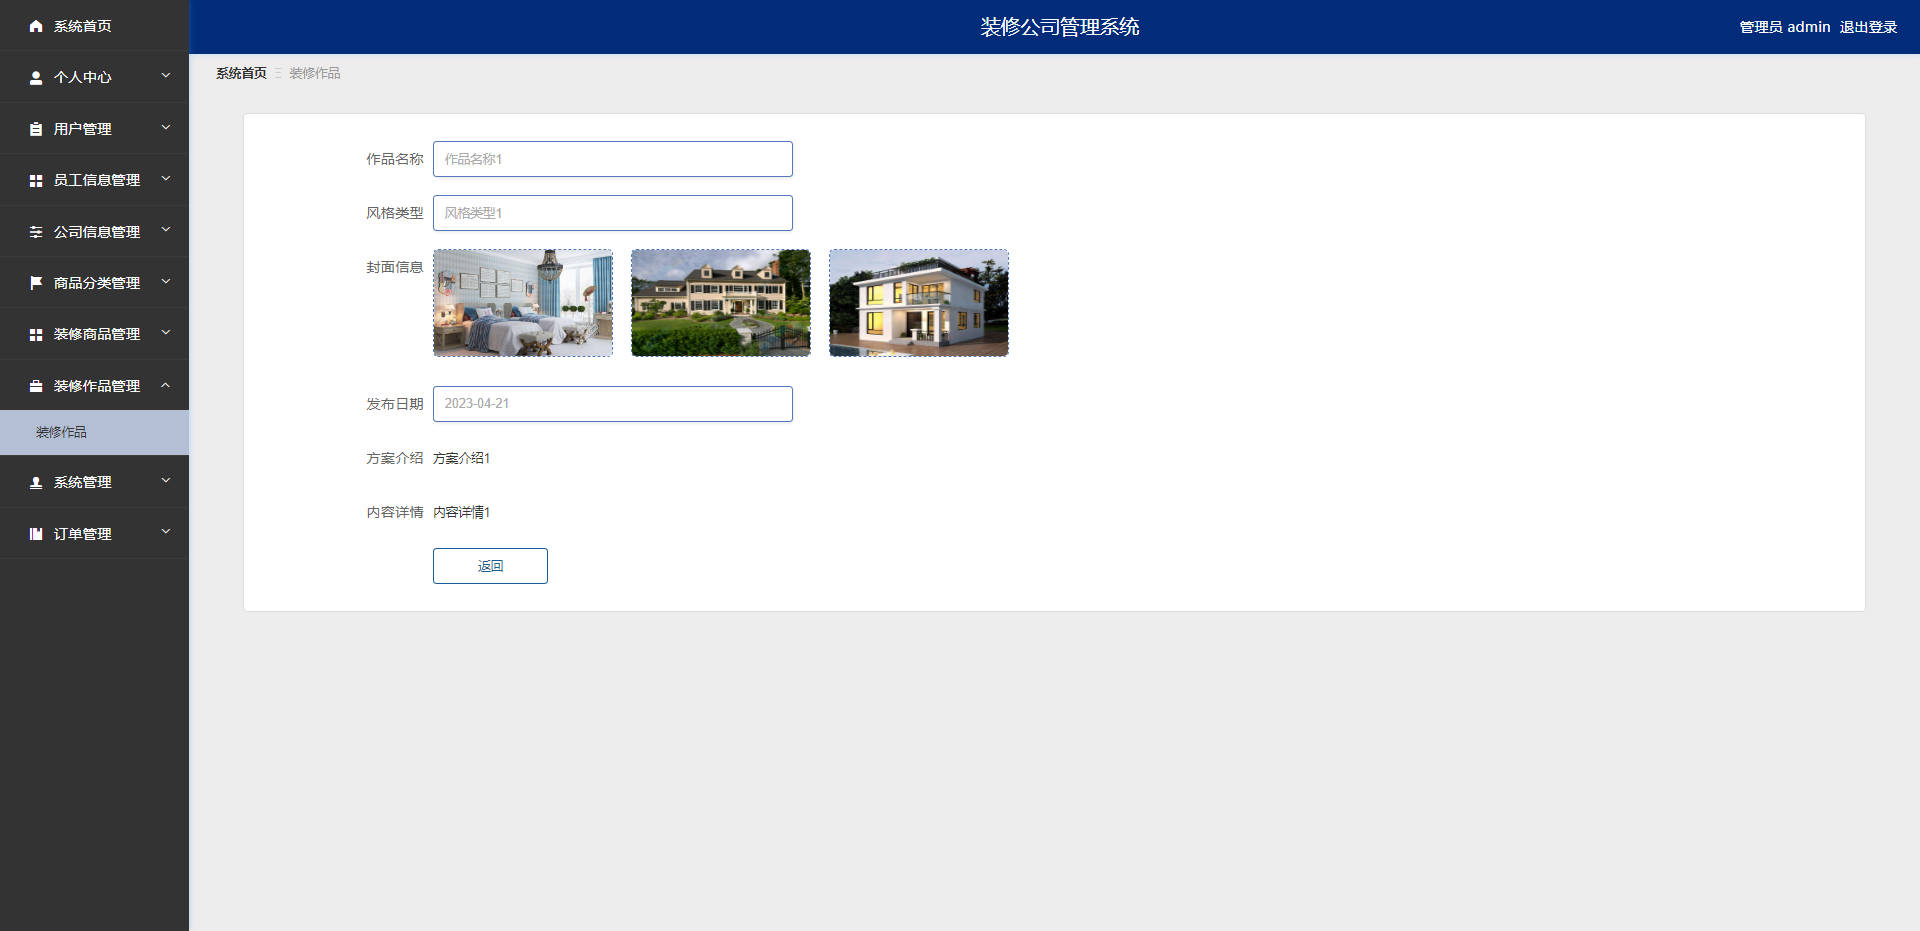 系统首页
个人中心
用户管理
员工信息管理
公司信息管理
商品分类管理
装修商品管理
装修作品管理
装修作品
系统管理
订单管理
装修公司管理系统
管理员 admin 退出登录
系统首页 装修作品
作品名称 作品名称1
风格类型 风格类型1
封面信息
发布日期 2023-04-21
方案介绍 方案介绍1
内容详情 内容详情1
返回